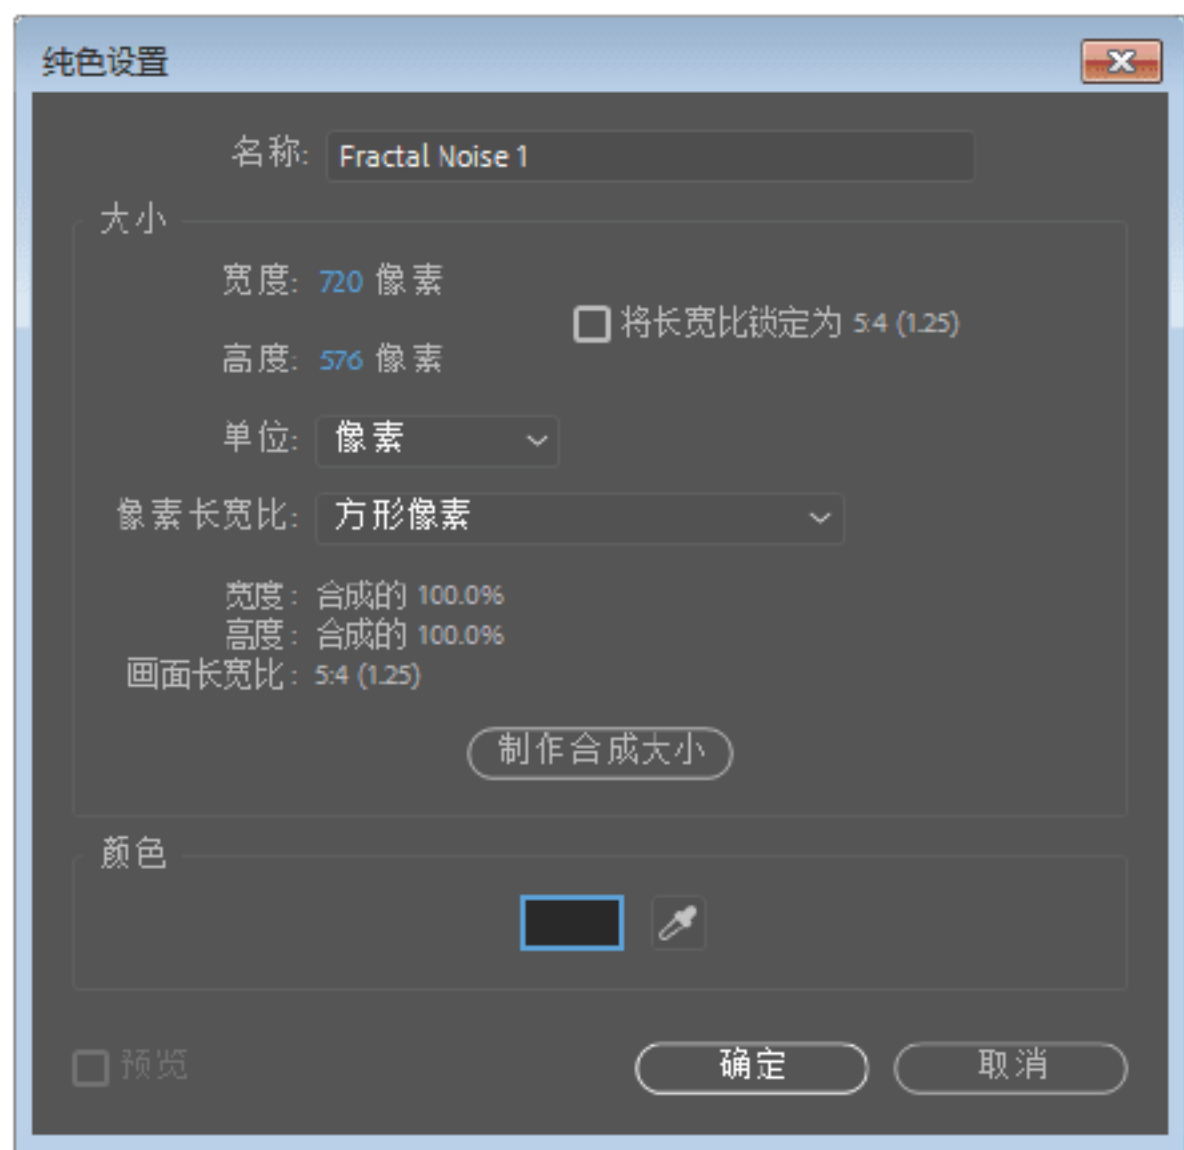 纯色设置
名称: Fractal Noise 1
大小
宽度: 720 像素
将长宽比锁定为 5:4 (1.25)
高度: 576 像素
单位: 像素
像素长宽比: 方形像素
宽度: 合成的 100.0%
高度: 合成的 100.0%
画面长宽比: 5:4 (1.25)
制作合成大小
颜色
预览
确定
取消